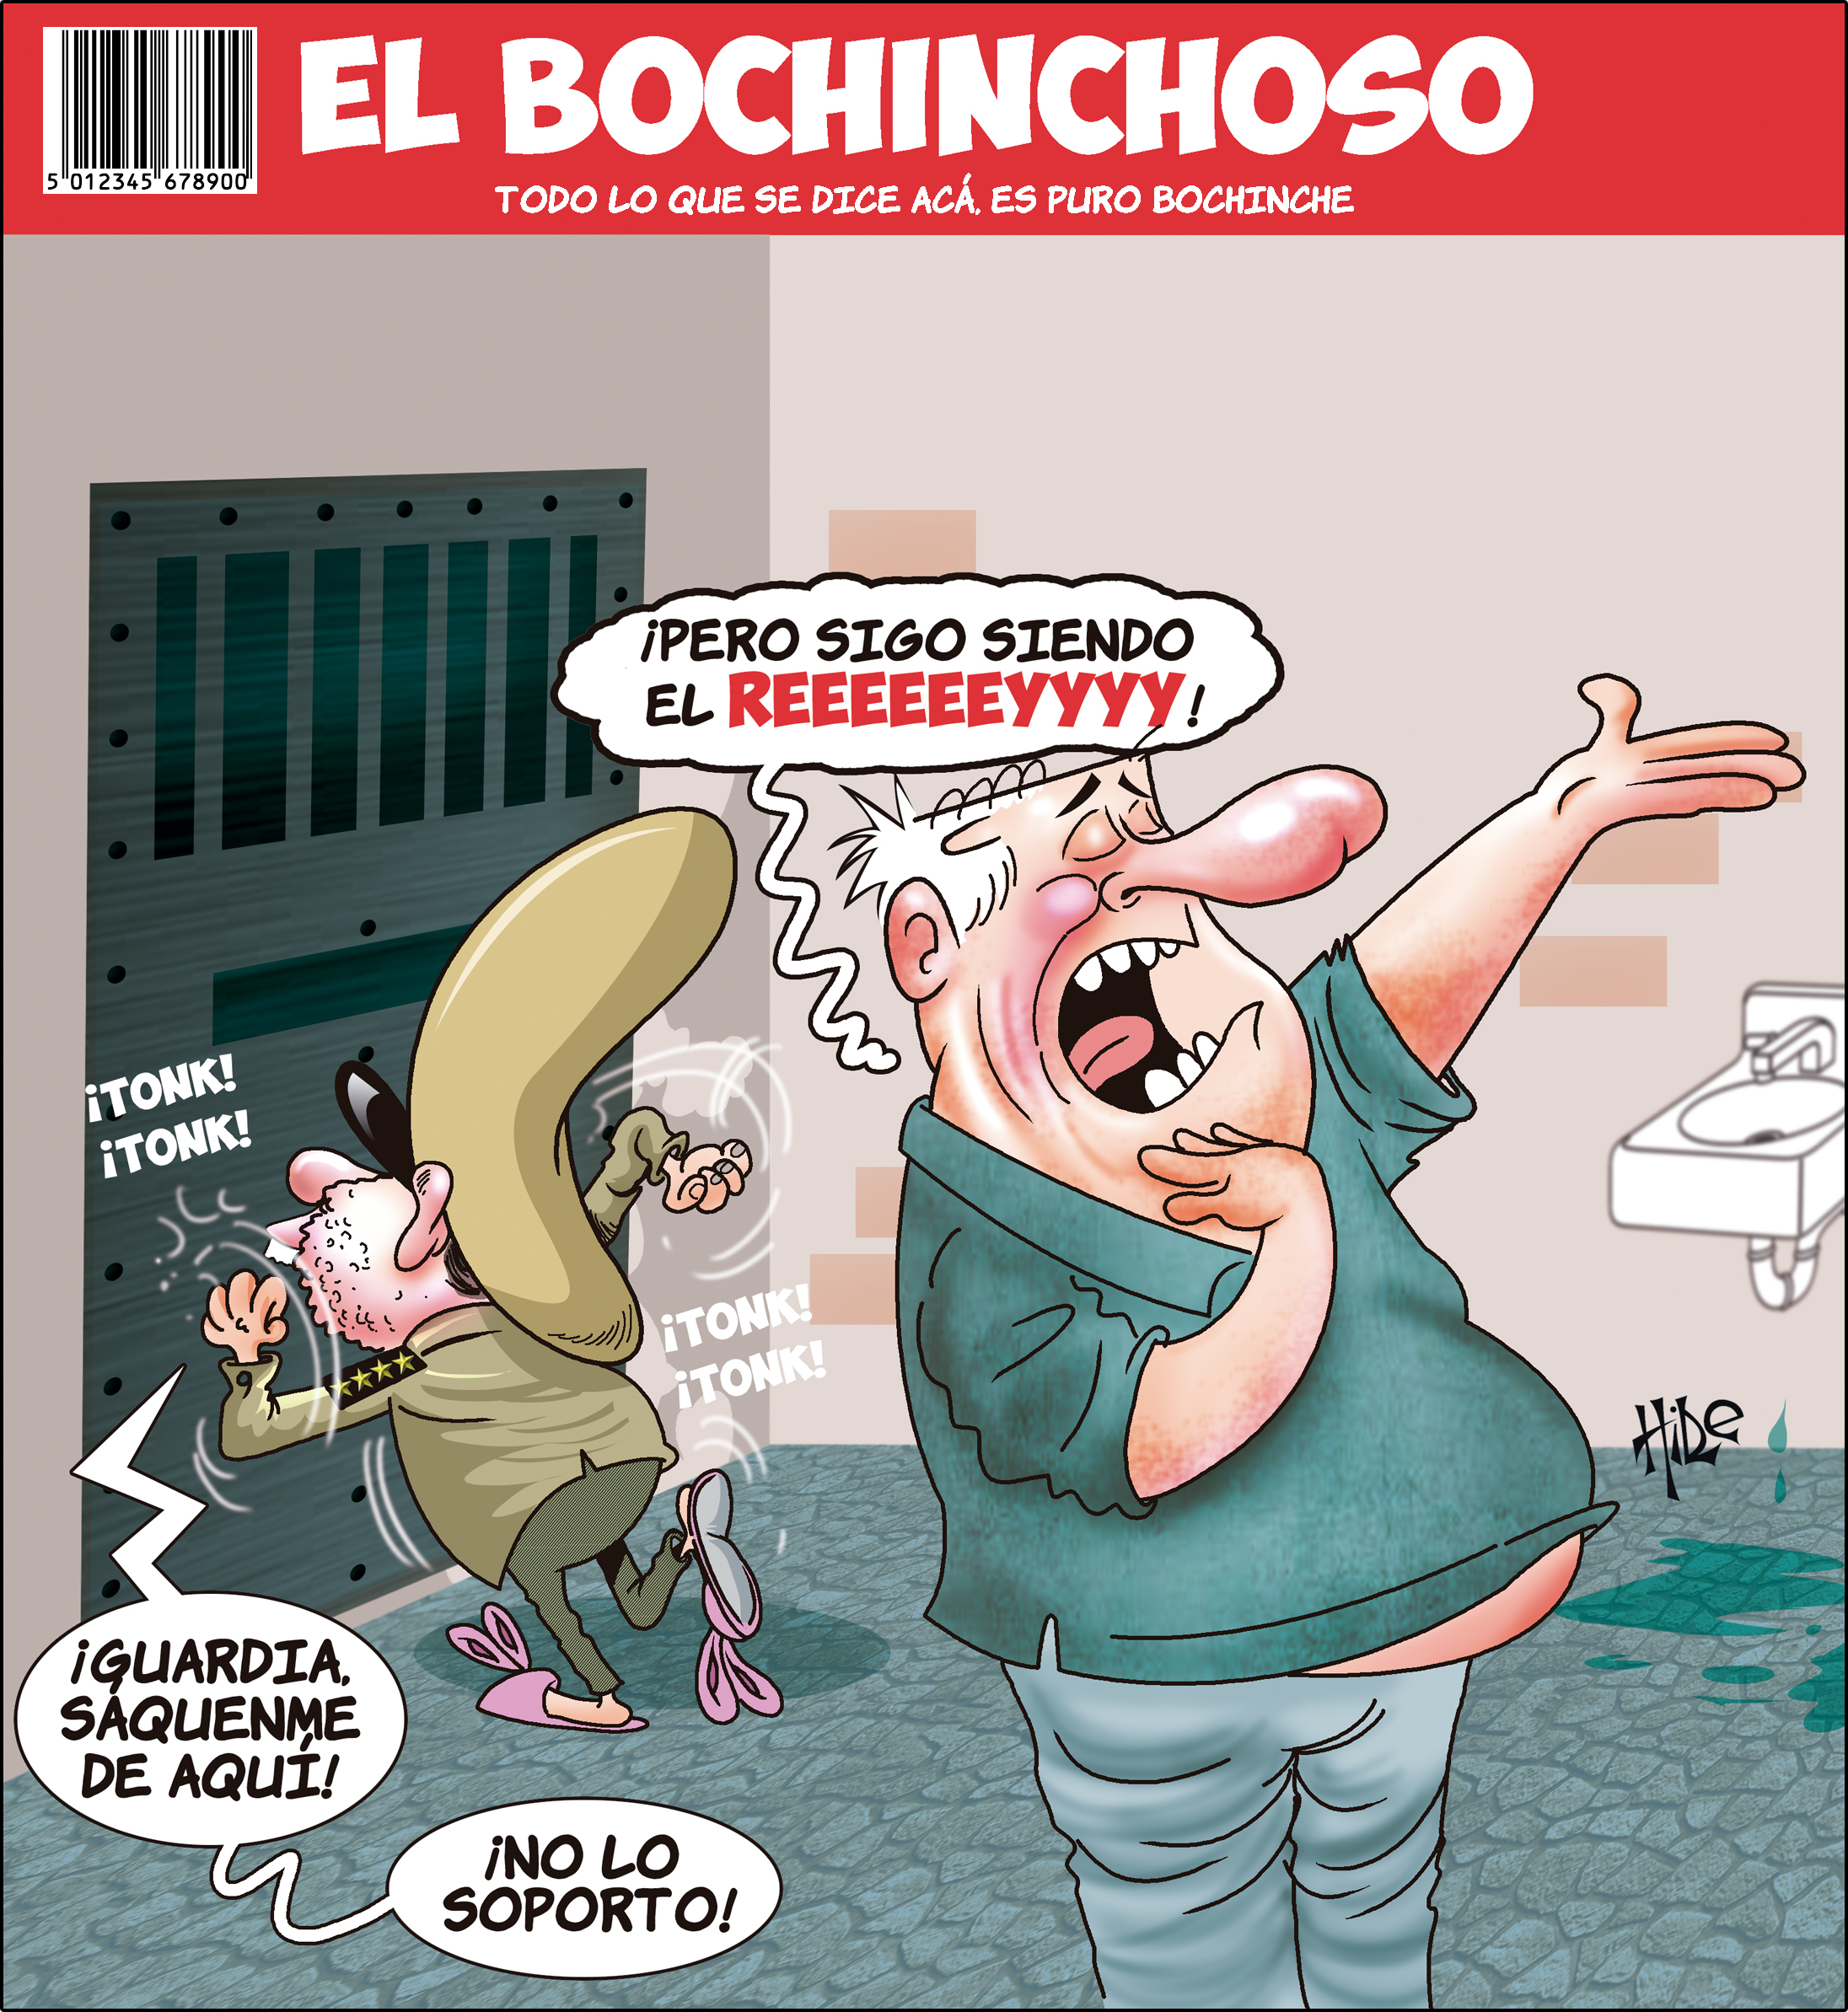 EL BOCHINCHOSO
5 012345 678900
TODO LO QUE SE DICE ACÁ, ES PURO BOCHINCHE
¡PERO SIGO SIENDO
EL REEEEEEYYYY!
¡TONK!
¡TONK!
¡TONK!
¡TONK!
HiDe
¡GUARDIA,
SÁQUENME
DE AQUÍ!
¡NO LO
SOPORTO!